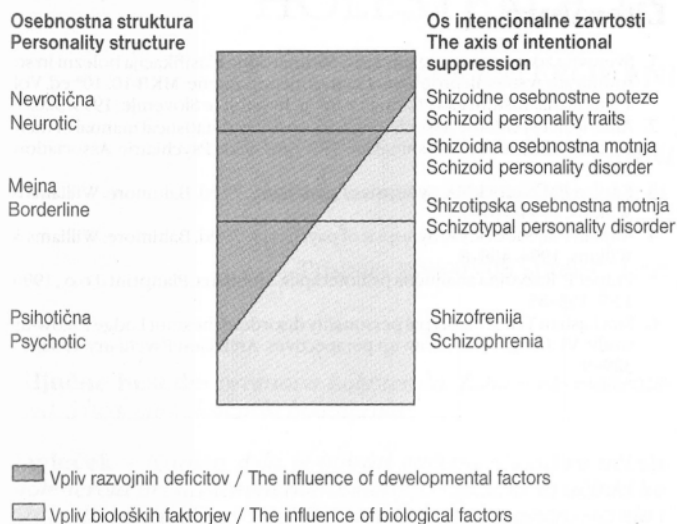 Osebnostna struktura
Personality structure
Os intencionalne zavrtosti
The axis of intentional
suppression
Nevrotična
Neurotic
Shizoidne osebnostne poteze
Schizoid personality traits
Shizoidna osebnostna motnja
Schizoid personality disorder
Mejna
Borderline
Shizotipska osebnostna motnja
Schizotypal personality disorder
Psihotična
Psychotic
Shizofrenija
Schizophrenia
Vpliv razvojnih deficitov / The influence of developmental factors
Vpliv bioloških faktorjev / The influence of biological factors